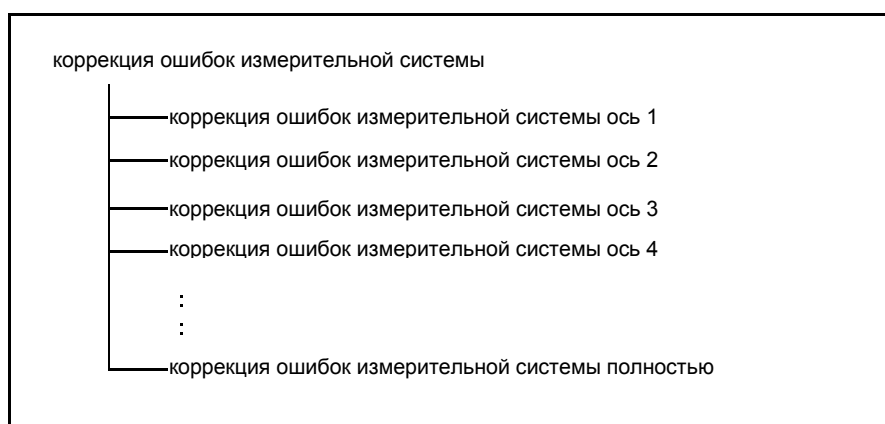 коррекция ошибок измерительной системы
коррекция ошибок измерительной системы ось 1
коррекция ошибок измерительной системы ось 2
коррекция ошибок измерительной системы ось 3
коррекция ошибок измерительной системы ось 4
:
:
коррекция ошибок измерительной системы полностью